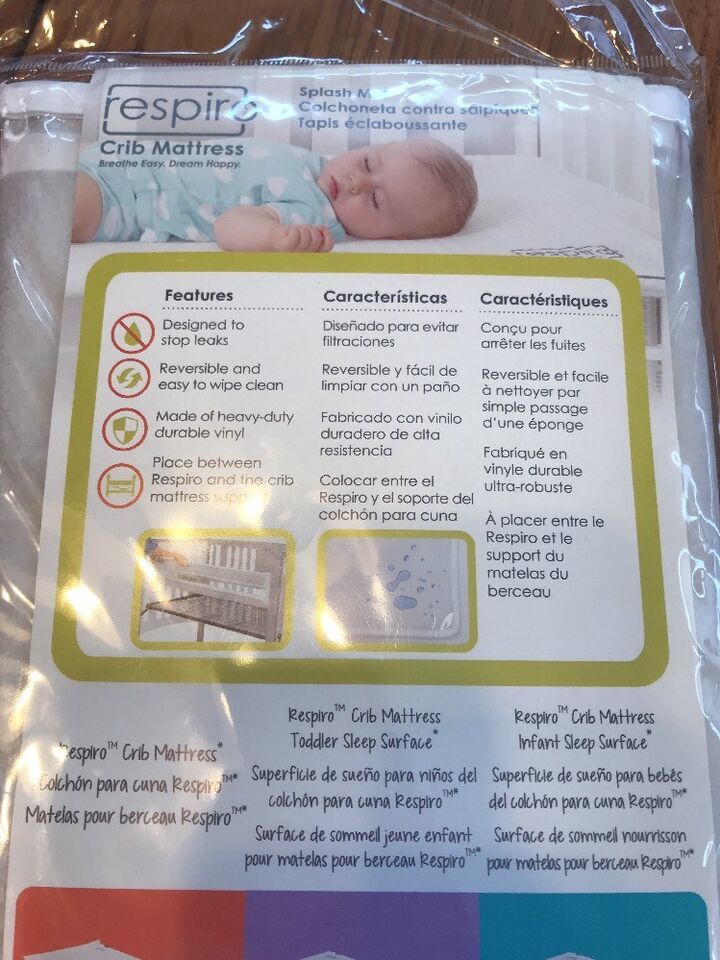 respiro
Crib Mattress
Breathe Easy. Dream Happy.
Splash
Colchoneta contra salpiques
Tapis éclaboussante
Features
Designed to
stop leaks
Reversible and
easy to wipe clean
Made of heavy-duty
durable vinyl
Place between
Respiro and the crib
mattress support
Características
Diseñado para evitar
filtraciones
Reversible y fácil de
limpiar con un paño
Fabricado con vinilo
duradero de alta
resistencia
Colocar entre el
Respiro y el soporte del
colchón para cuna
Caractéristiques
Conçu pour
arrêter les fuites
Reversible et facile
à nettoyer par
simple passage
d'une éponge
Fabriqué en
vinyle durable
ultra-robuste
À placer entre le
Respiro et le
support du
matelas du
berceau
Respiro™ Crib Mattress*
Colchón para cuna Respiro™*
Matelas pour berceau Respiro™*
Respiro™ Crib Mattress
Toddler Sleep Surface*
Superficie de sueño para niños del
colchón para cuna Respiro™*
Surface de sommeil jeune enfant
pour matelas pour berceau Respiro™*
Respiro™ Crib Mattress
Infant Sleep Surface*
Superficie de sueño para bebés
del colchón para cuna Respiro™*
Surface de sommeil nourrisson
pour matelas pour berceau Respiro™*